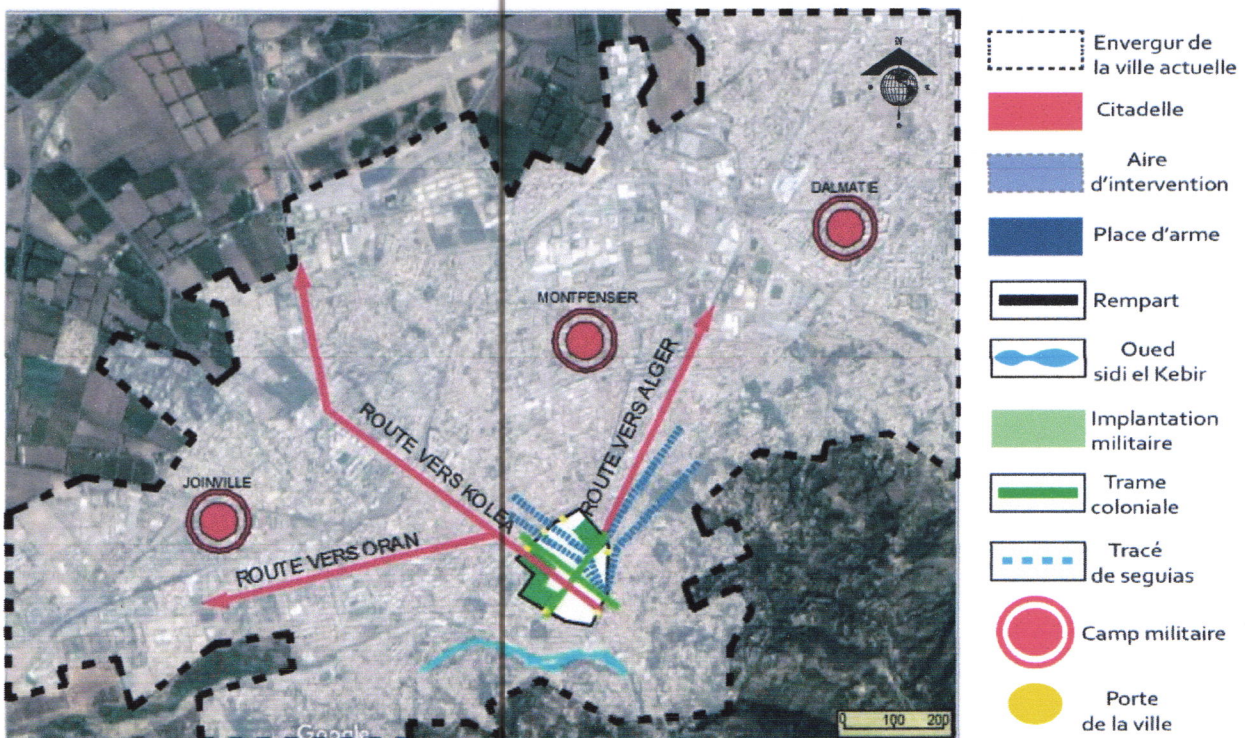 DALMATIE
MONTPENSIER
ROUTE VERS ALGER
ROUTE VERS KOLEA
JOINVILLE
ROUTE VERS ORAN
Google
0 100 200
Envergur de
la ville actuelle
Citadelle
Aire
d'intervention
Place d'arme
Rempart
Oued
sidi el Kebir
Implantation
militaire
Trame
coloniale
Tracé
de seguias
Camp militaire
Porte
de la ville